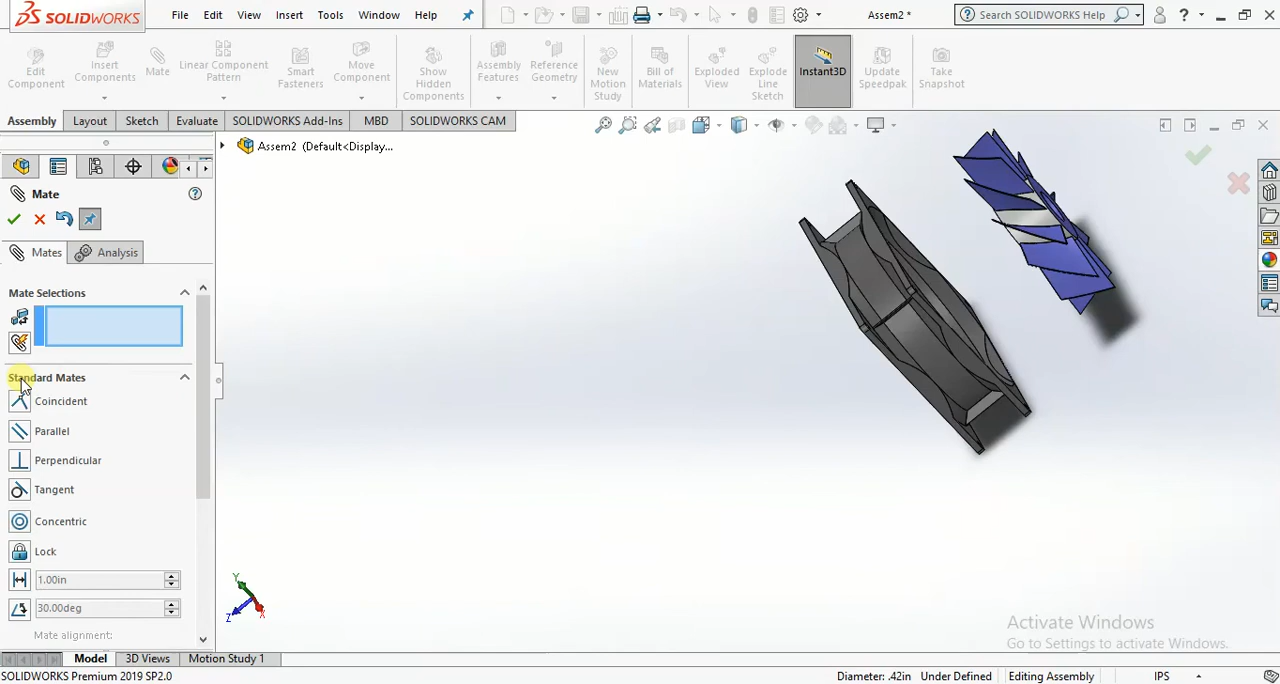 SOLIDWORKS
File Edit View Insert Tools Window Help
Assem2 *
Search SOLIDWORKS Help
?
Edit Component
Insert Components
Mate
Linear Component Pattern
Smart Fasteners
Move Component
Show Hidden Components
Assembly Features
Reference Geometry
New Motion Study
Bill of Materials
Exploded View
Explode Line Sketch
Instant3D
Update Speedpak
Take Snapshot
Assembly Layout Sketch Evaluate SOLIDWORKS Add-Ins MBD SOLIDWORKS CAM
Assem2 (Default<Display...
Mate
?
Mates Analysis
Mate Selections
Standard Mates
Coincident
Parallel
Perpendicular
Tangent
Concentric
Lock
1.00in
30.00deg
Mate alignment:
Y
Z
X
Activate Windows
Go to Settings to activate Windows.
Model 3D Views Motion Study 1
SOLIDWORKS Premium 2019 SP2.0
Diameter: .42in Under Defined Editing Assembly IPS